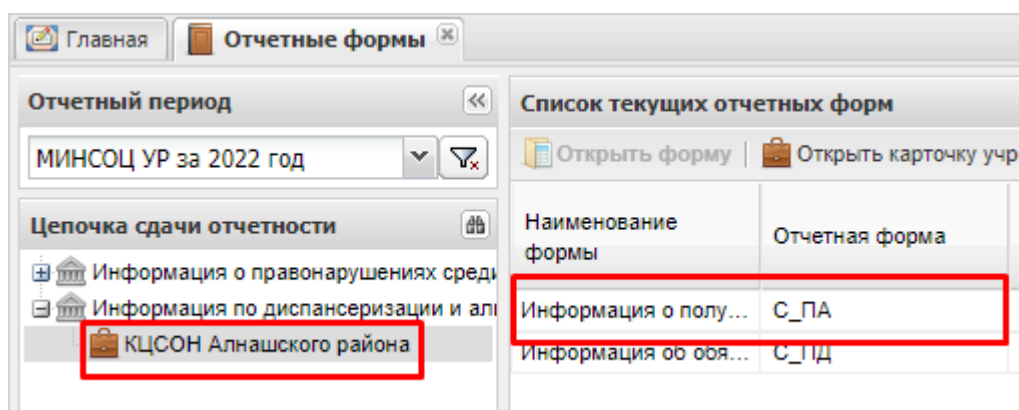 Главная
Отчетные формы
Отчетный период
МИНСОЦ УР за 2022 год
Цепочка сдачи отчетности
Информация о правонарушениях среди
Информация по диспансеризации и
КЦСОН Алнашского района
Список текущих отчетных форм
Открыть форму
Открыть карточку учр
Наименование
формы
Отчетная форма
Информация о полу...
С_ПА
Информация об обя...
С_ПД